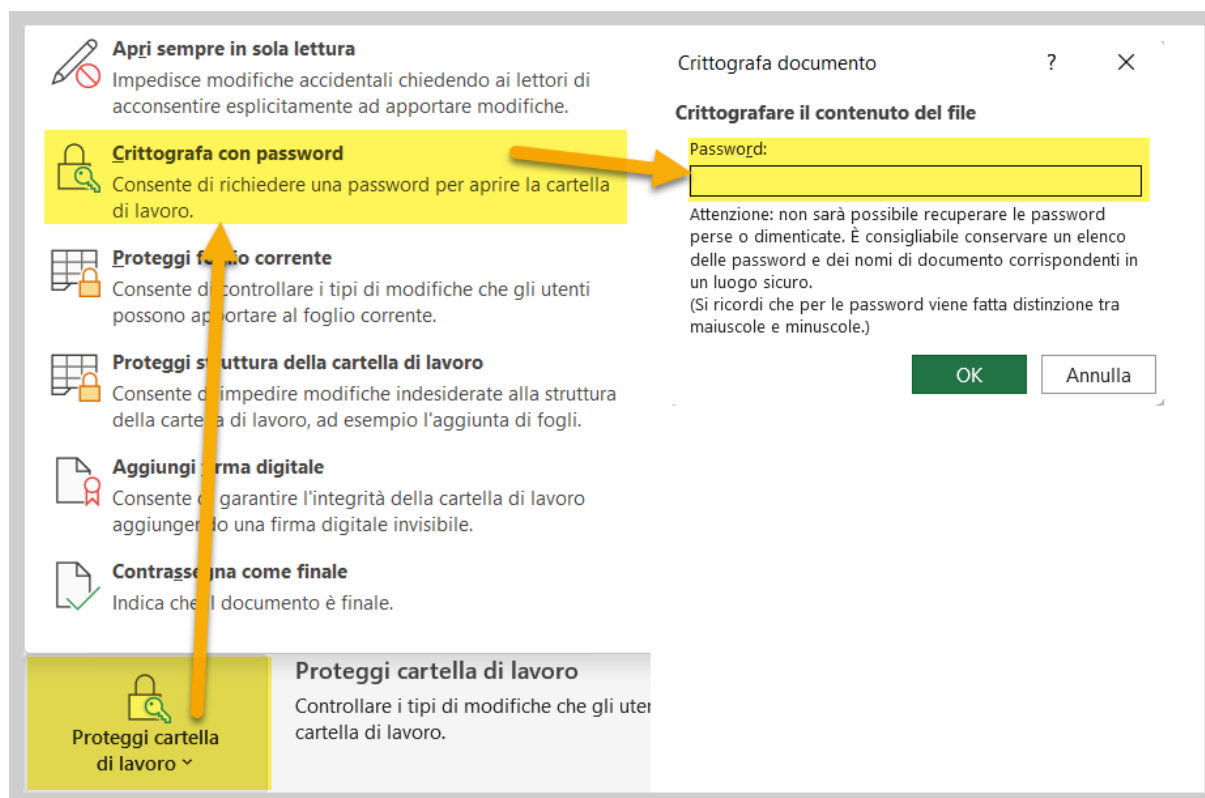 Apri sempre in sola lettura
Impedisce modifiche accidentali chiedendo ai lettori di
acconsentire esplicitamente ad apportare modifiche.
Crittografa con password
Consente di richiedere una password per aprire la cartella
di lavoro.
Proteggi foglio corrente
Consente di controllare i tipi di modifiche che gli utenti
possono apportare al foglio corrente.
Proteggi struttura della cartella di lavoro
Consente di impedire modifiche indesiderate alla struttura
della cartella di lavoro, ad esempio l'aggiunta di fogli.
Aggiungi firma digitale
Consente di garantire l'integrità della cartella di lavoro
aggiungendo una firma digitale invisibile.
Contrassegna come finale
Indica che il documento è finale.
Proteggi cartella
di lavoro
Proteggi cartella di lavoro
Controllare i tipi di modifiche che gli uter
cartella di lavoro.
Crittografa documento ?
Crittografare il contenuto del file
Password:
Attenzione: non sarà possibile recuperare le password
perse o dimenticate. È consigliabile conservare un elenco
delle password e dei nomi di documento corrispondenti in
un luogo sicuro.
(Si ricordi che per le password viene fatta distinzione tra
maiuscole e minuscole.)
OK Annulla